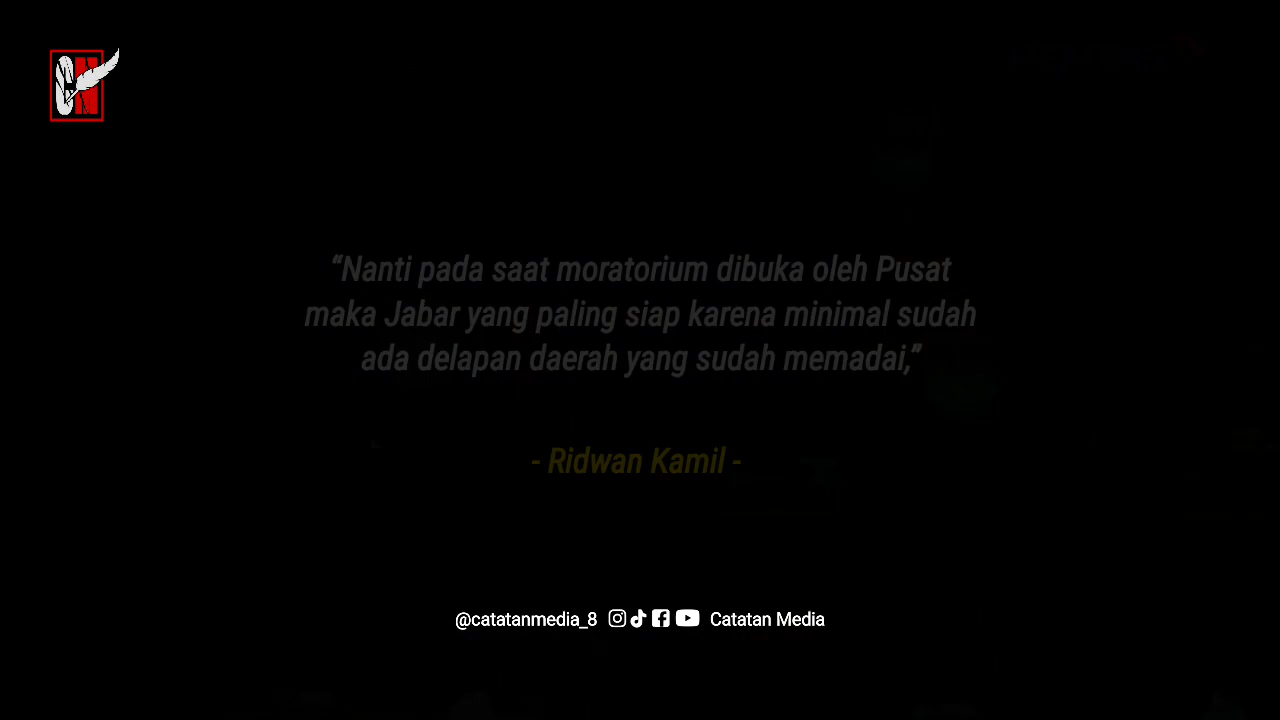 “Nanti pada saat moratorium dibuka oleh Pusat
maka Jabar yang paling siap karena minimal sudah
ada delapan daerah yang sudah memadai,”
- Ridwan Kamil -
@catatanmedia_8 Catatan Media